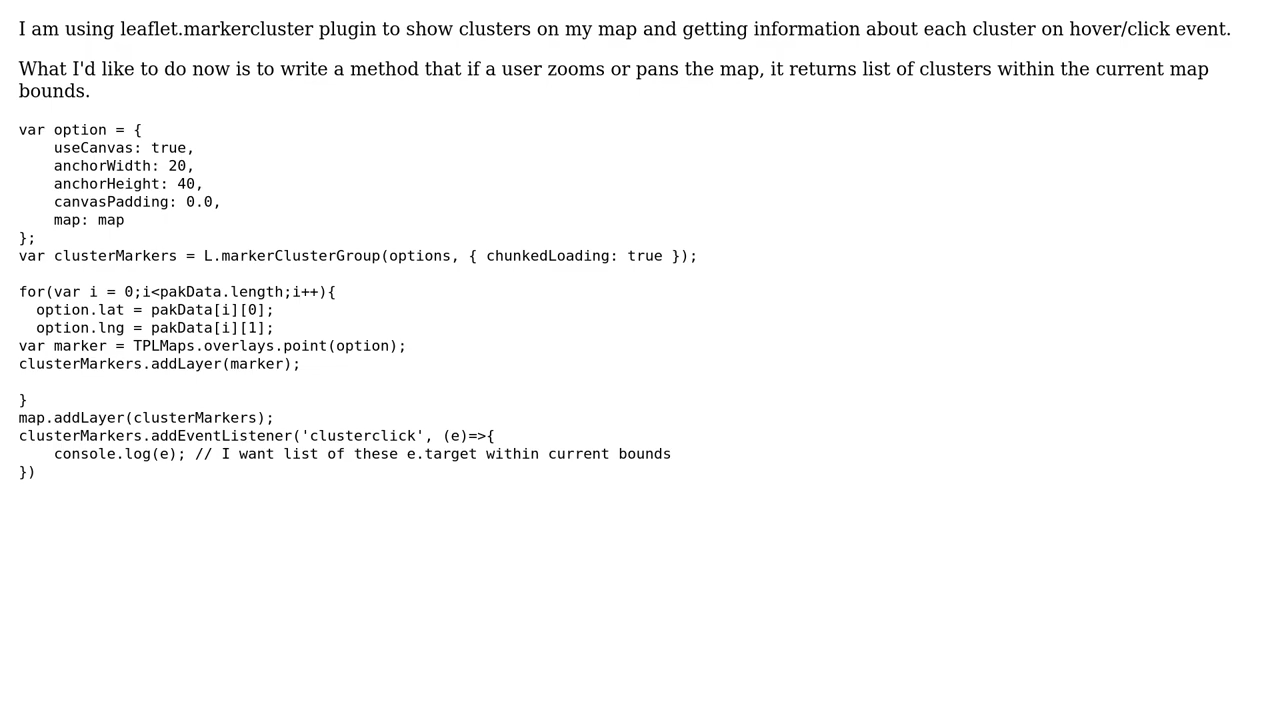 I am using leaflet.markercluster plugin to show clusters on my map and getting information about each cluster on hover/click event.
What I'd like to do now is to write a method that if a user zooms or pans the map, it returns list of clusters within the current map
bounds.
var option = {
    useCanvas: true,
    anchorWidth: 20,
    anchorHeight: 40,
    canvasPadding: 0.0,
    map: map
};
var clusterMarkers = L.markerClusterGroup(options, { chunkedLoading: true });
for(var i = 0;i<pakData.length;i++){
  option.lat = pakData[i][0];
  option.lng = pakData[i][1];
var marker = TPLMaps.overlays.point(option);
clusterMarkers.addLayer(marker);
}
map.addLayer(clusterMarkers);
clusterMarkers.addEventListener('clusterclick', (e)=>{
    console.log(e); // I want list of these e.target within current bounds
})